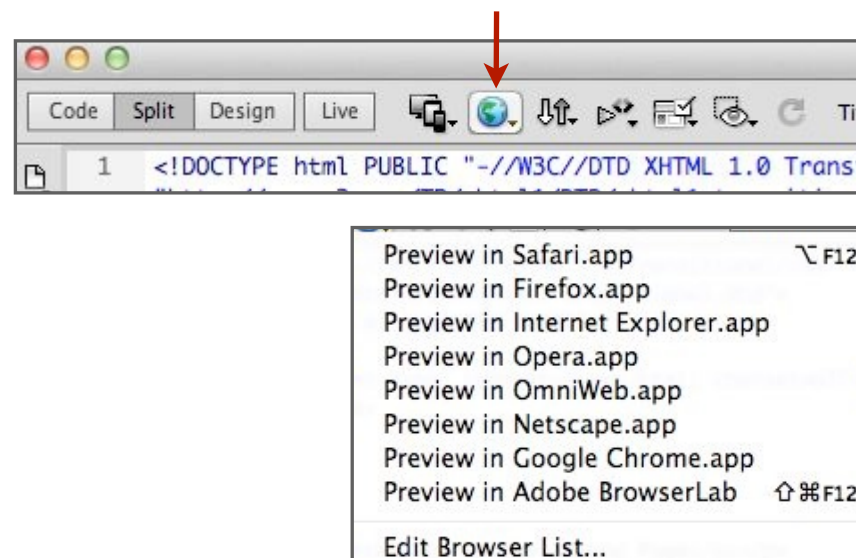 Code Split Design Live Ti
1 <!DOCTYPE html PUBLIC "-//W3C//DTD XHTML 1.0 Trans
Preview in Safari.app ⌥F12
Preview in Firefox.app
Preview in Internet Explorer.app
Preview in Opera.app
Preview in OmniWeb.app
Preview in Netscape.app
Preview in Google Chrome.app
Preview in Adobe BrowserLab ⇧⌘F12
Edit Browser List...